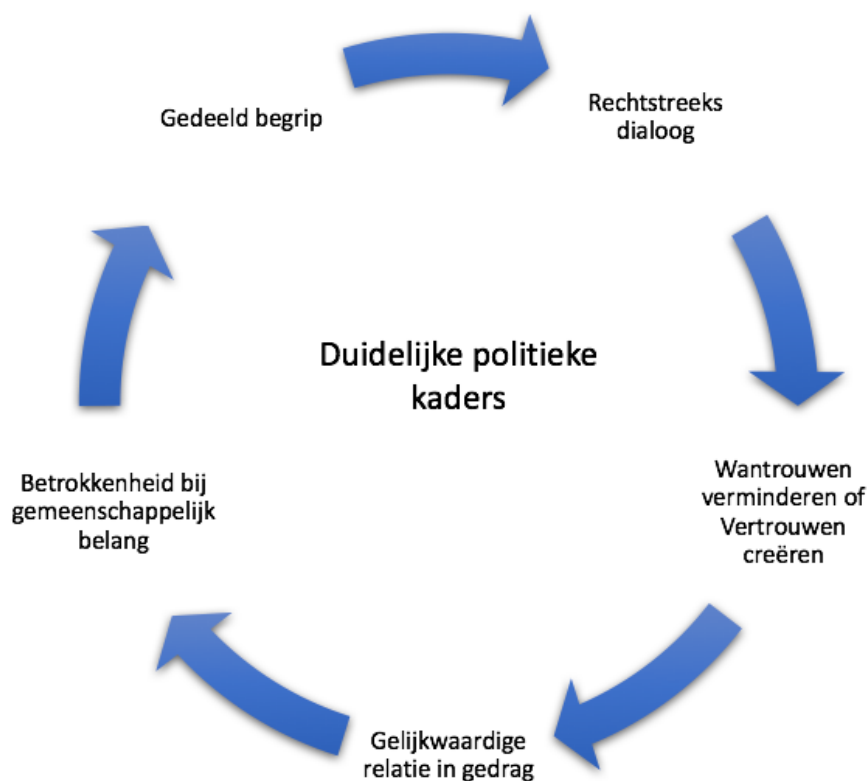 Gedeeld begrip
Rechtstreeks
dialoog
Duidelijke politieke
kaders
Wantrouwen
verminderen of
Vertrouwen
creëren
Gelijkwaardige
relatie in gedrag
Betrokkenheid bij
gemeenschappelijk
belang